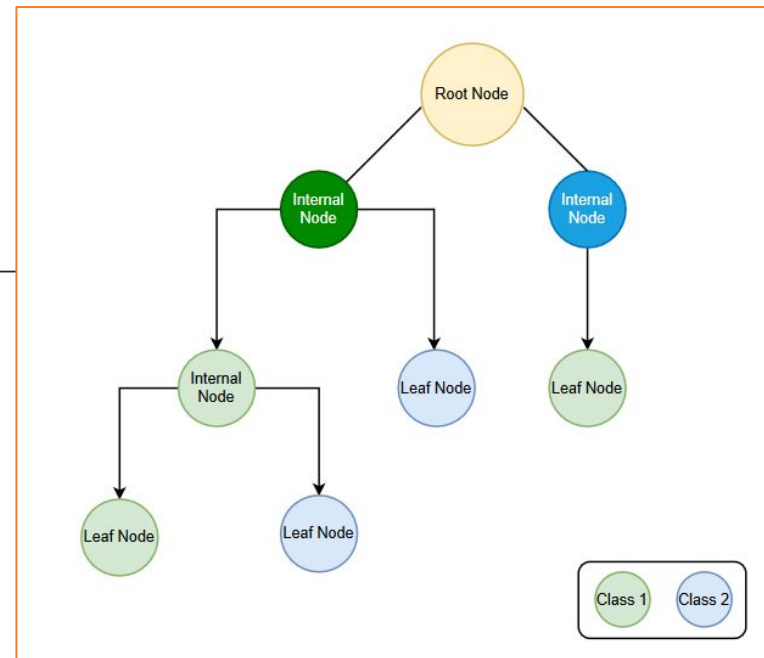 Root Node
Internal
Node
Internal
Node
Internal
Node
Leaf Node
Leaf Node
Leaf Node
Leaf Node
Class 1
Class 2